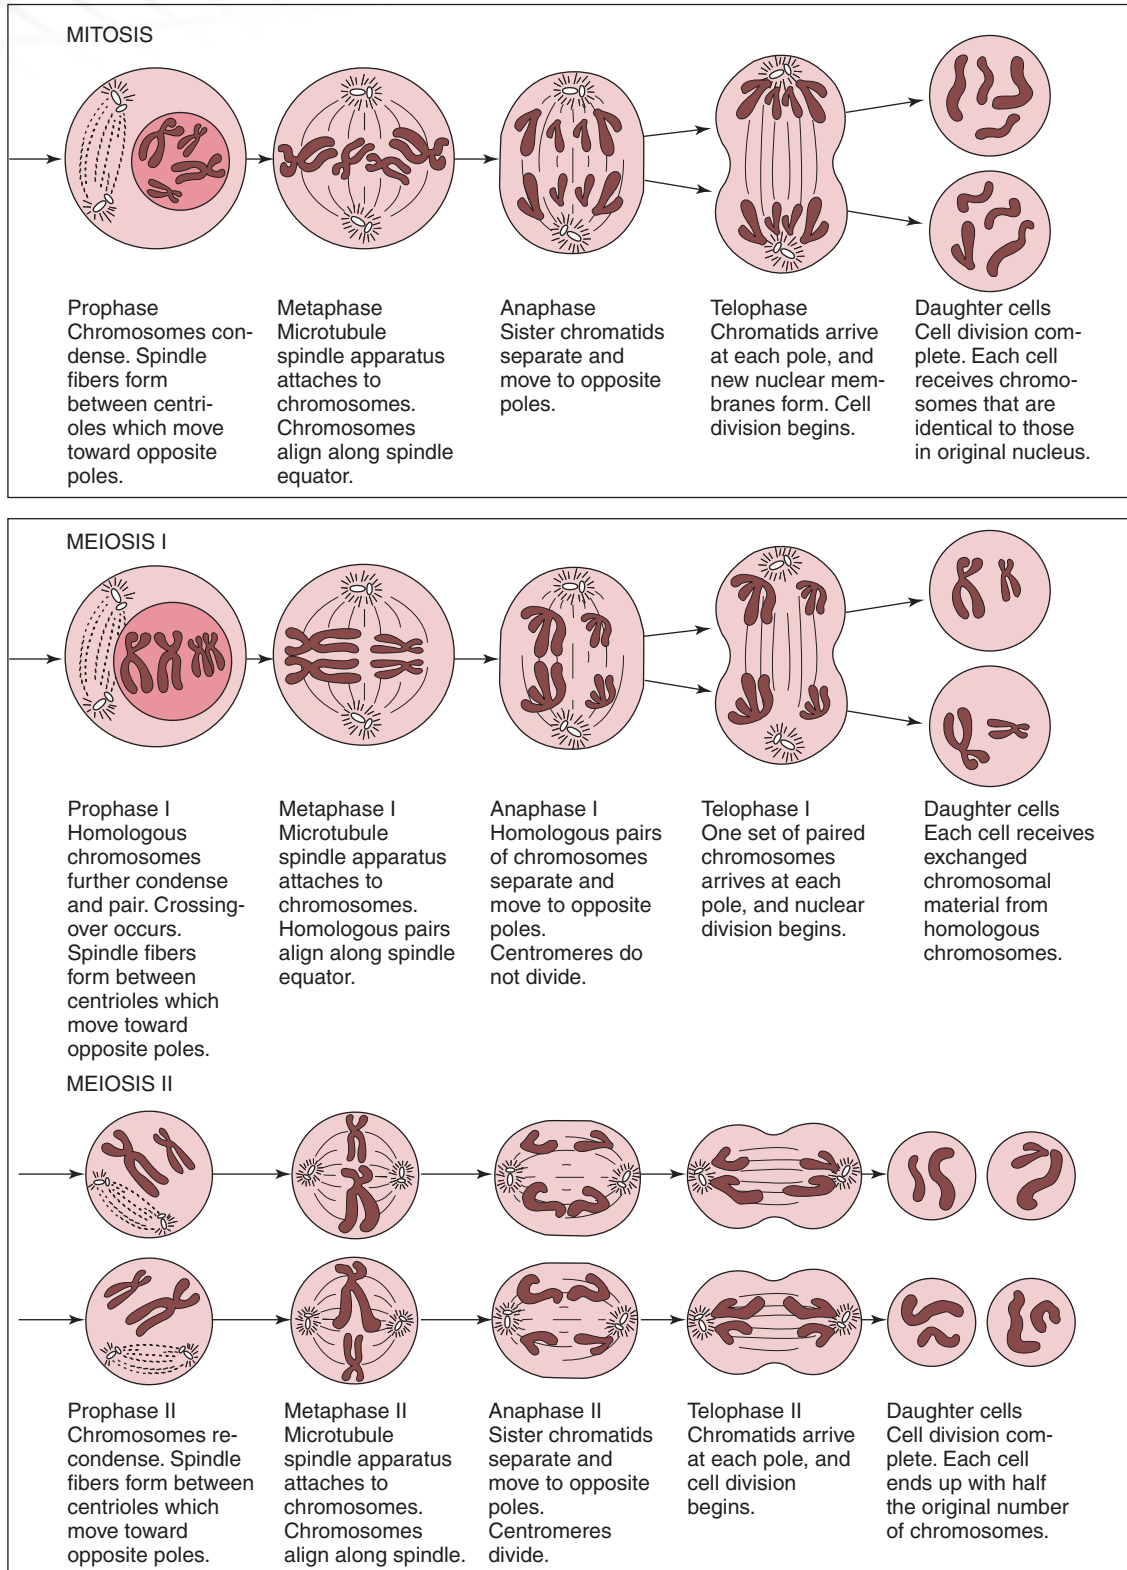 MITOSIS
Prophase
Chromosomes con-
dense. Spindle
fibers form
between centri-
oles which move
toward opposite
poles.
Metaphase
Microtubule
spindle apparatus
attaches to
chromosomes.
Chromosomes
align along spindle
equator.
Anaphase
Sister chromatids
separate and
move to opposite
poles.
Telophase
Chromatids arrive
at each pole, and
new nuclear mem-
branes form. Cell
division begins.
Daughter cells
Cell division com-
plete. Each cell
receives chromo-
somes that are
identical to those
in original nucleus.
MEIOSIS I
Prophase I
Homologous
chromosomes
further condense
and pair. Crossing-
over occurs.
Spindle fibers
form between
centrioles which
move toward
opposite poles.
Metaphase I
Microtubule
spindle apparatus
attaches to
chromosomes.
Homologous pairs
align along spindle
equator.
Anaphase I
Homologous pairs
of chromosomes
separate and
move to opposite
poles.
Centromeres do
not divide.
Telophase I
One set of paired
chromosomes
arrives at each
pole, and nuclear
division begins.
Daughter cells
Each cell receives
exchanged
chromosomal
material from
homologous
chromosomes.
MEIOSIS II
Prophase II
Chromosomes re-
condense. Spindle
fibers form between
centrioles which
move toward
opposite poles.
Metaphase II
Microtubule
spindle apparatus
attaches to
chromosomes.
Chromosomes
align along spindle.
Anaphase II
Sister chromatids
separate and
move to opposite
poles.
Centromeres
divide.
Telophase II
Chromatids arrive
at each pole, and
cell division
begins.
Daughter cells
Cell division com-
plete. Each cell
ends up with half
the original number
of chromosomes.